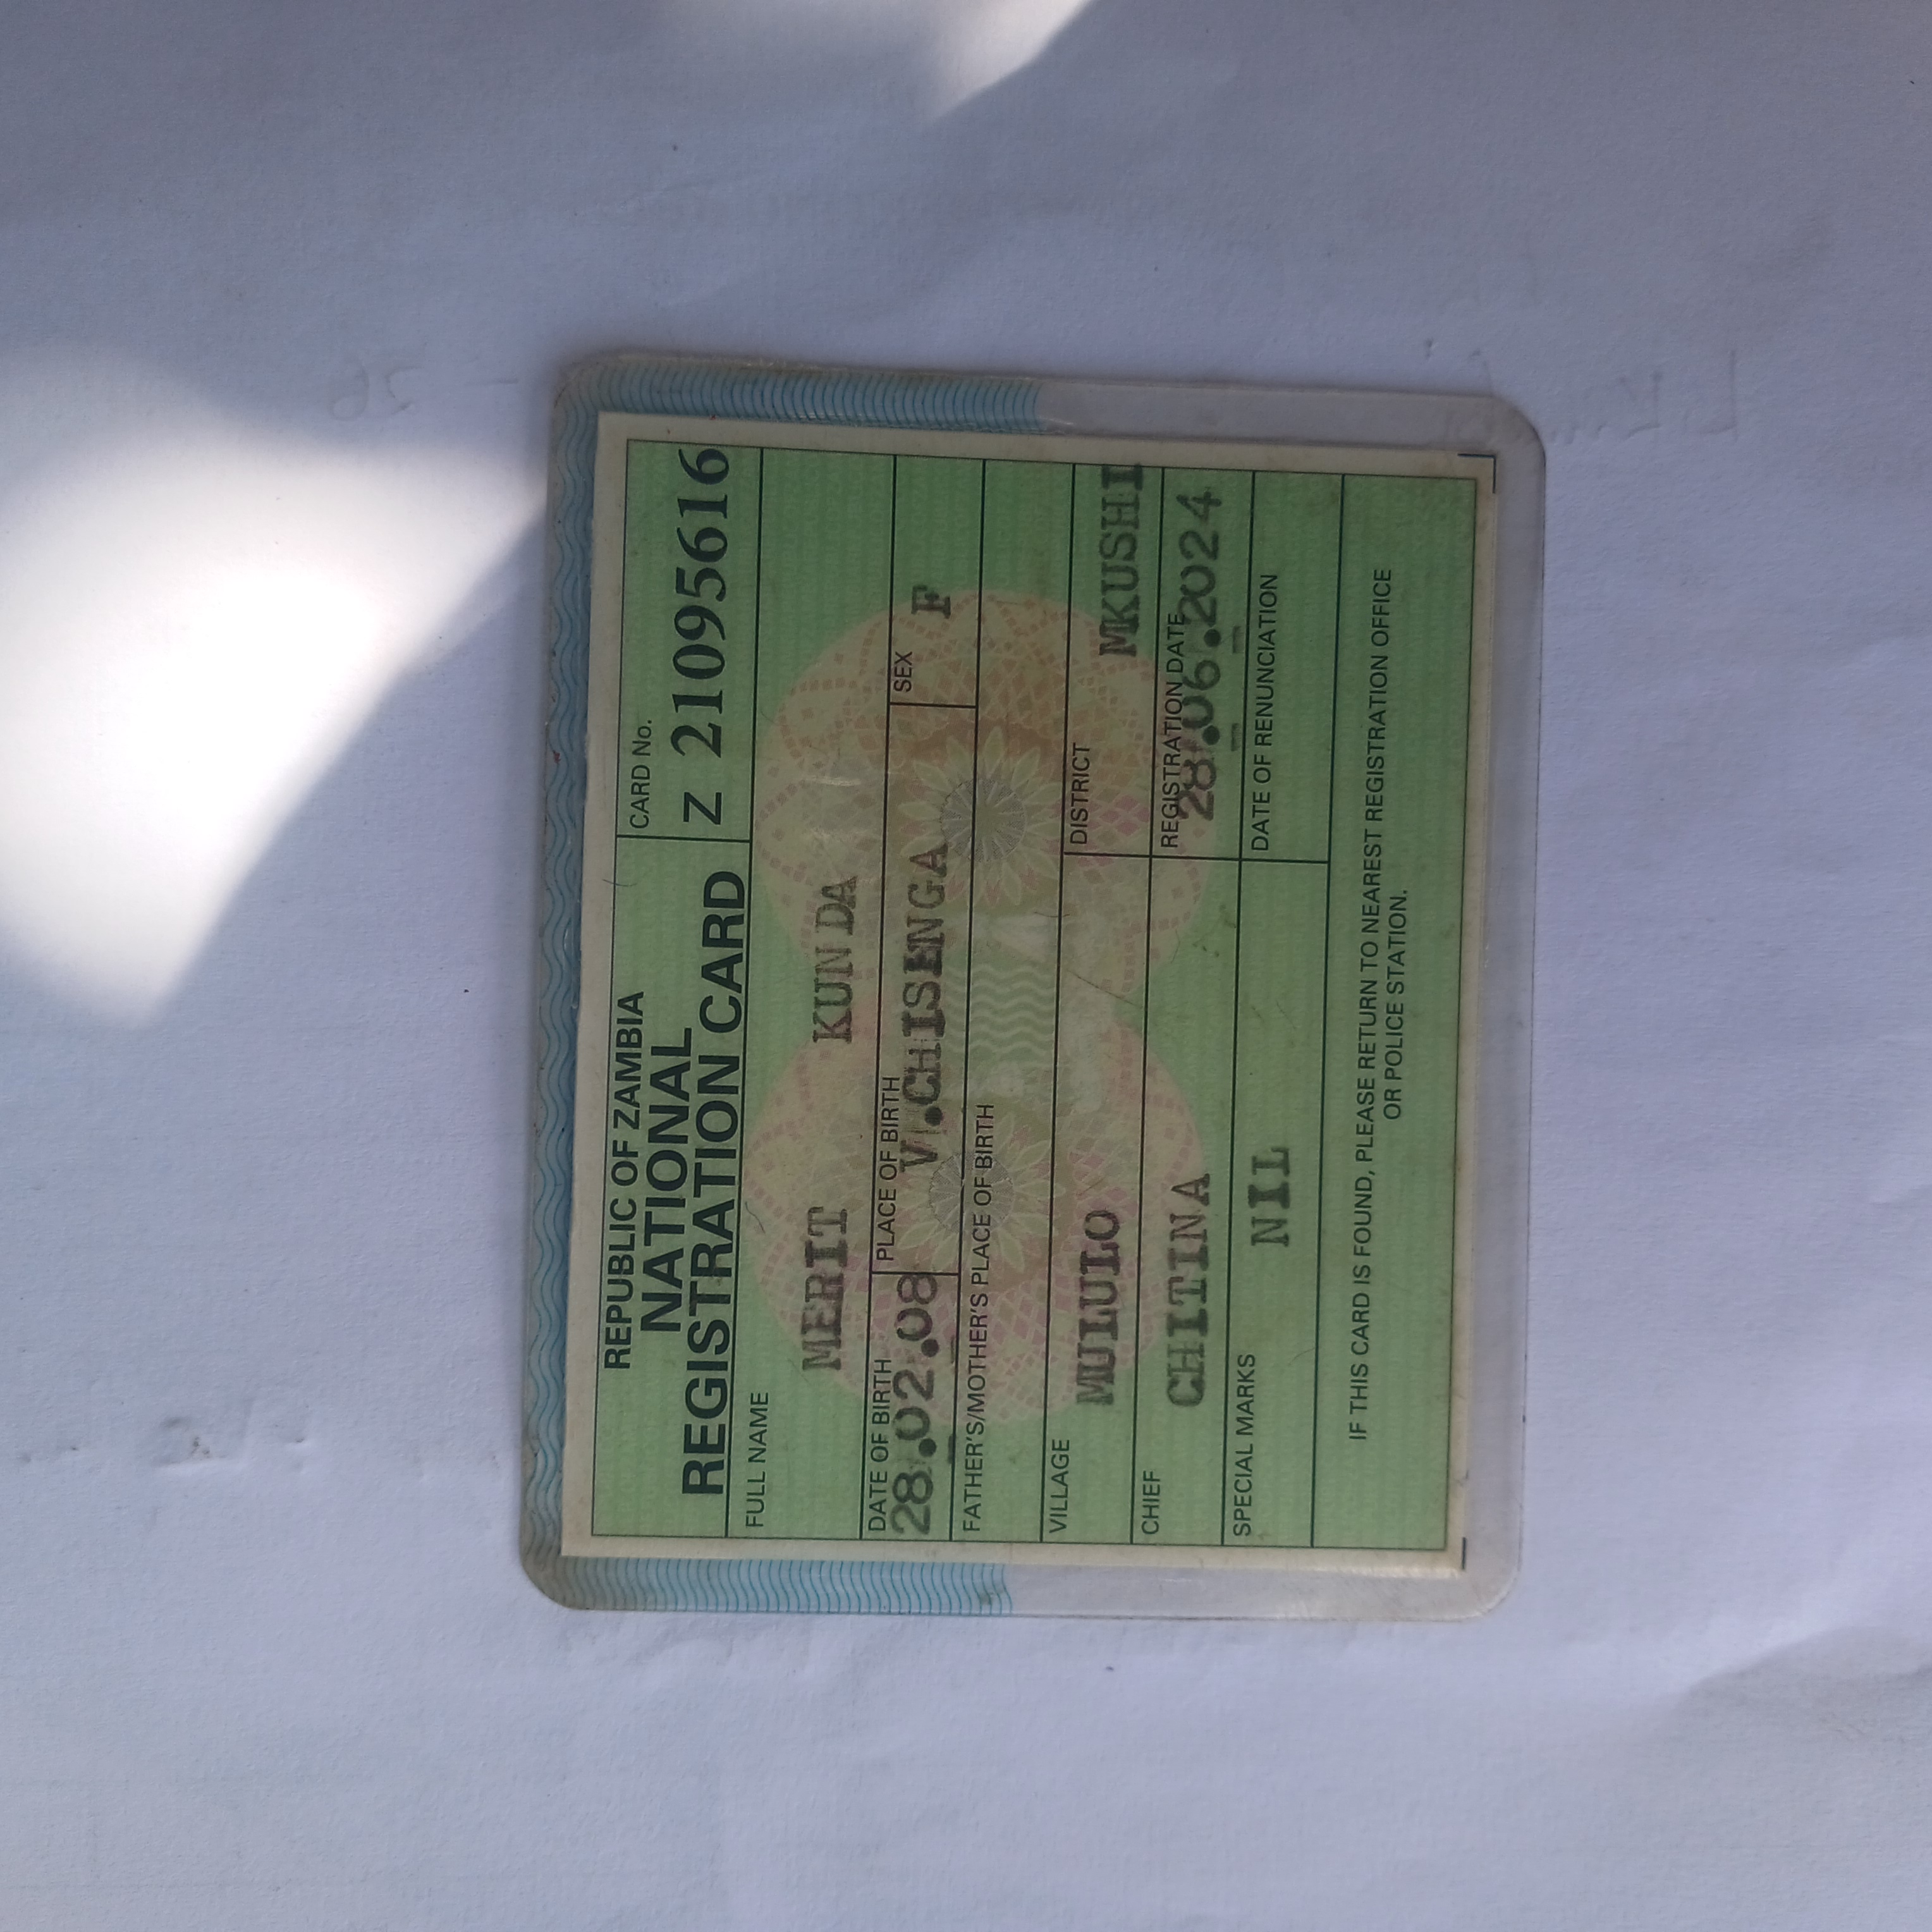 REPUBLIC OF ZAMBIA
NATIONAL
REGISTRATION CARD
CARD No.
Z 21095616
FULL NAME
MERIT KUNDA
DATE OF BIRTH PLACE OF BIRTH SEX
28.02.08 V.CHISENGA F
FATHER'S/MOTHER'S PLACE OF BIRTH
VILLAGE DISTRICT
MULULO MKUSHI
CHIEF REGISTRATION DATE
CHITINA 28.06.2024
SPECIAL MARKS DATE OF RENUNCIATION
NIL
IF THIS CARD IS FOUND, PLEASE RETURN TO NEAREST REGISTRATION OFFICE
OR POLICE STATION.